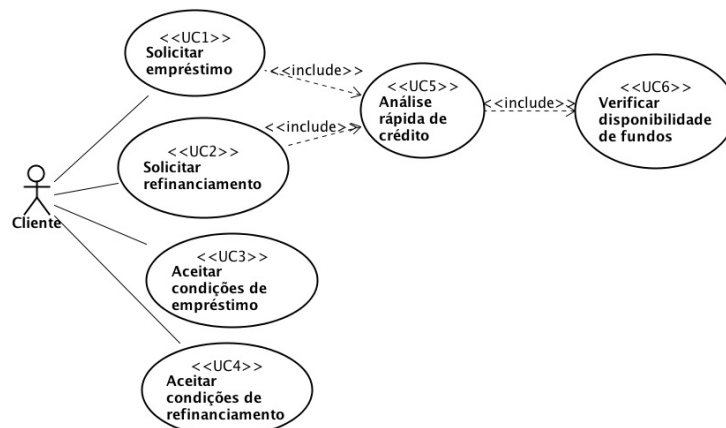 <<UC1>>
Solicitar
empréstimo
<<include>>
<<UC5>>
Análise
rápida de
crédito
<<include>>
<<UC6>>
Verificar
disponibilidade
de fundos
<<include>>
<<UC2>>
Solicitar
refinanciamento
Cliente
<<UC3>>
Aceitar
condições de
empréstimo
<<UC4>>
Aceitar
condições de
refinanciamento